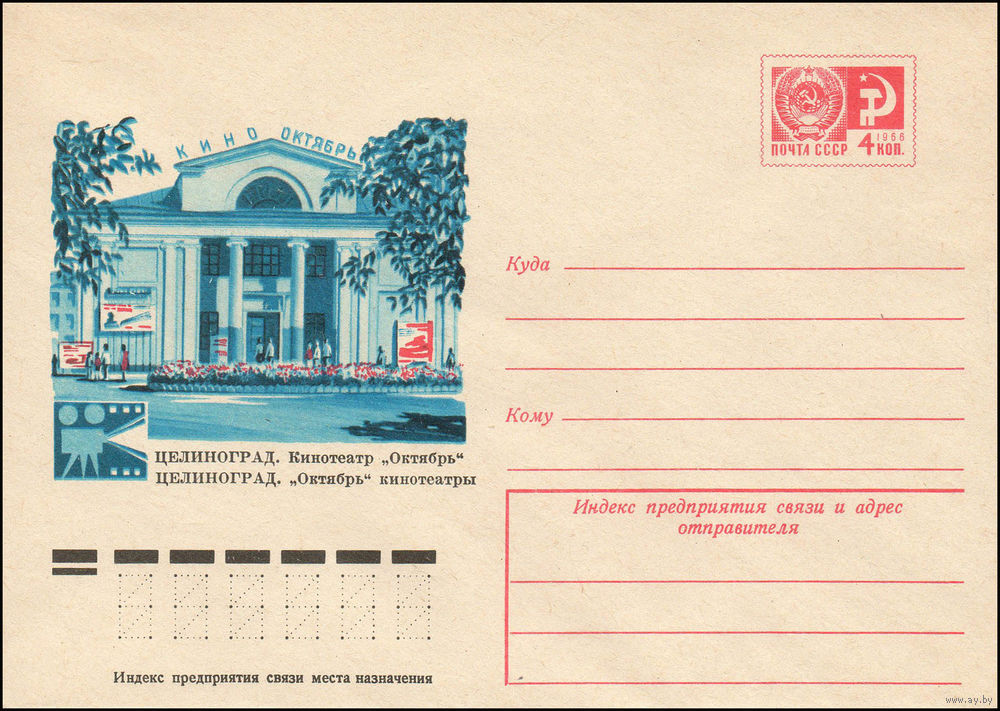 КИНО ОКТЯБРЬ
1966
ПОЧТА СССР 4 КОП.
Куда
Кому
ЦЕЛИНОГРАД. Кинотеатр „Октябрь“
ЦЕЛИНОГРАД. „Октябрь“ кинотеатры
Индекс предприятия связи и адрес
отправителя
Индекс предприятия связи места назначения
www.ay.by